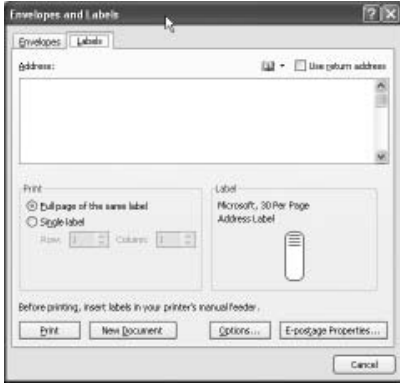 Envelopes and Labels
Envelopes Labels
Address: Use return address
Print
Full page of the same label
Single label
Row: 1 Column: 1
Label
Microsoft, 30 Per Page
Address Label
Before printing, insert labels in your printer's manual feeder.
Print New Document Options... E-postage Properties...
Cancel